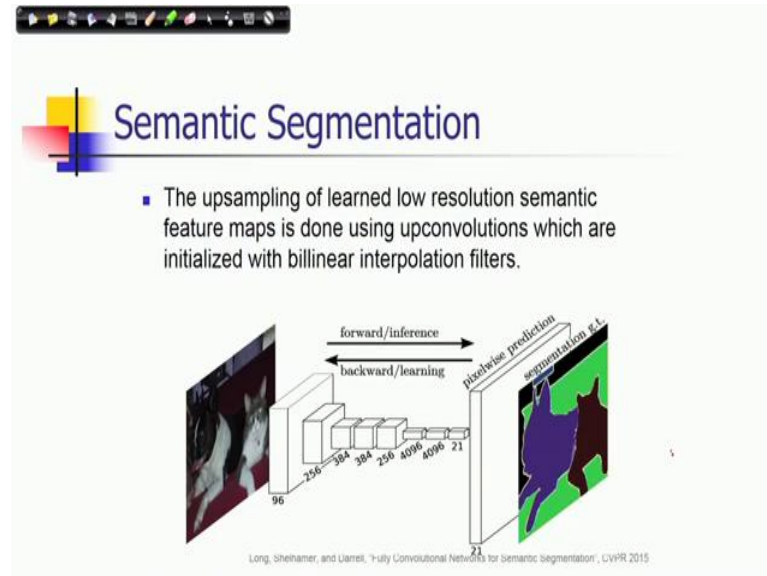 Semantic Segmentation
The upsampling of learned low resolution semantic
feature maps is done using upconvolutions which are
initialized with billinear interpolation filters.
forward/inference
backward/learning
pixelwise prediction
segmentation g.t.
96
256
384
384
256
4096
4096
21
21
Long, Shelhamer, and Darrell, "Fully Convolutional Networks for Semantic Segmentation", CVPR 2015